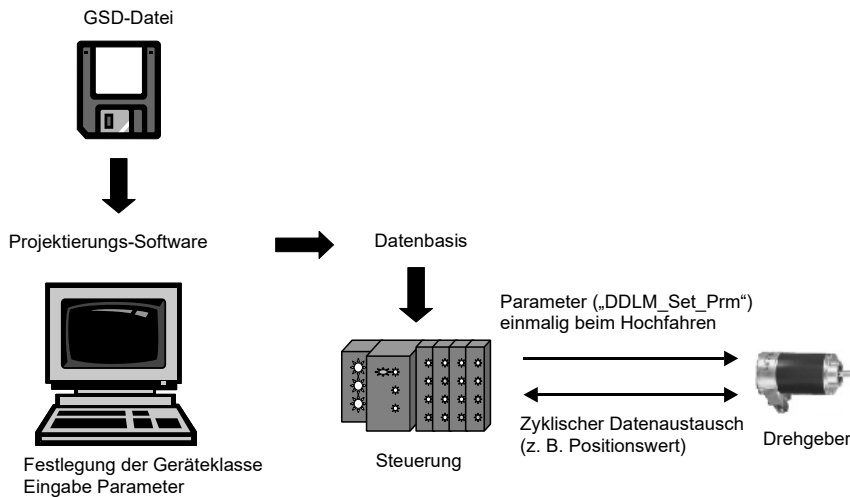 GSD-Datei
Projektierungs-Software
Datenbasis
Parameter („DDLM_Set_Prm“)
einmalig beim Hochfahren
Zyklischer Datenaustausch
(z. B. Positionswert)
Drehgeber
Steuerung
Festlegung der Geräteklasse
Eingabe Parameter